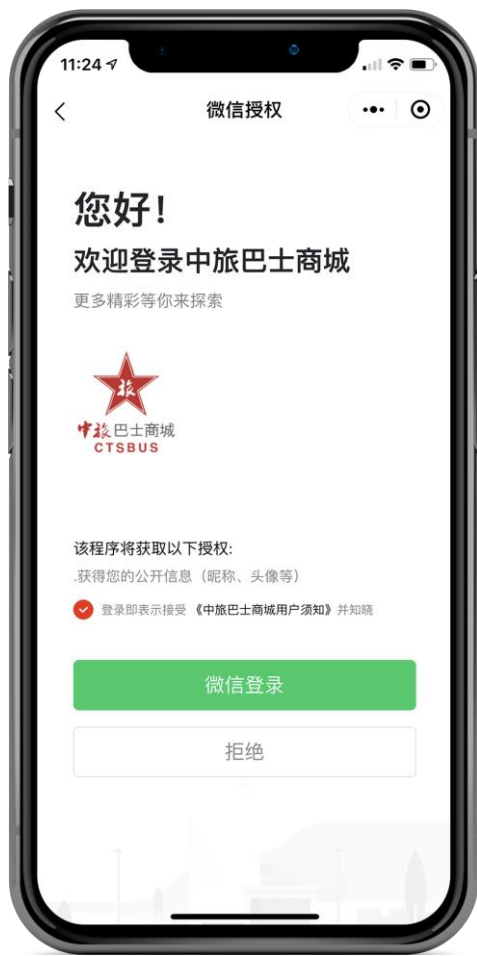 11:24
微信授权
您好！
欢迎登录中旅巴士商城
更多精彩等你来探索
旅
中旅巴士商城
CTSBUS
该程序将获取以下授权:
.获得您的公开信息（昵称、头像等）
登录即表示接受 《中旅巴士商城用户须知》并知晓
微信登录
拒绝